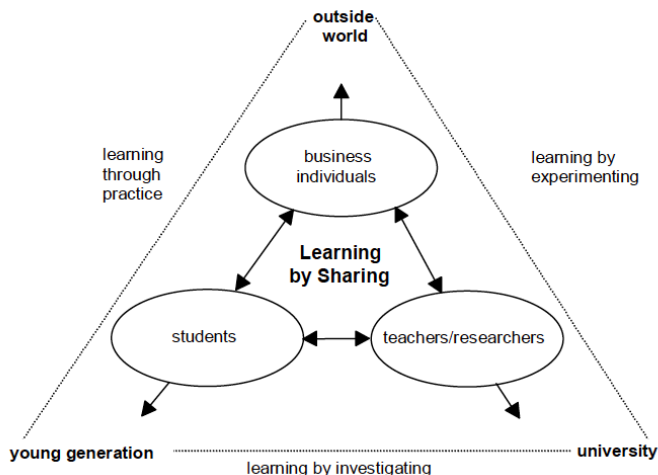 outside
world
learning
through
practice
business
individuals
learning by
experimenting
Learning
by Sharing
students
teachers/researchers
young generation
university
learning by investigating